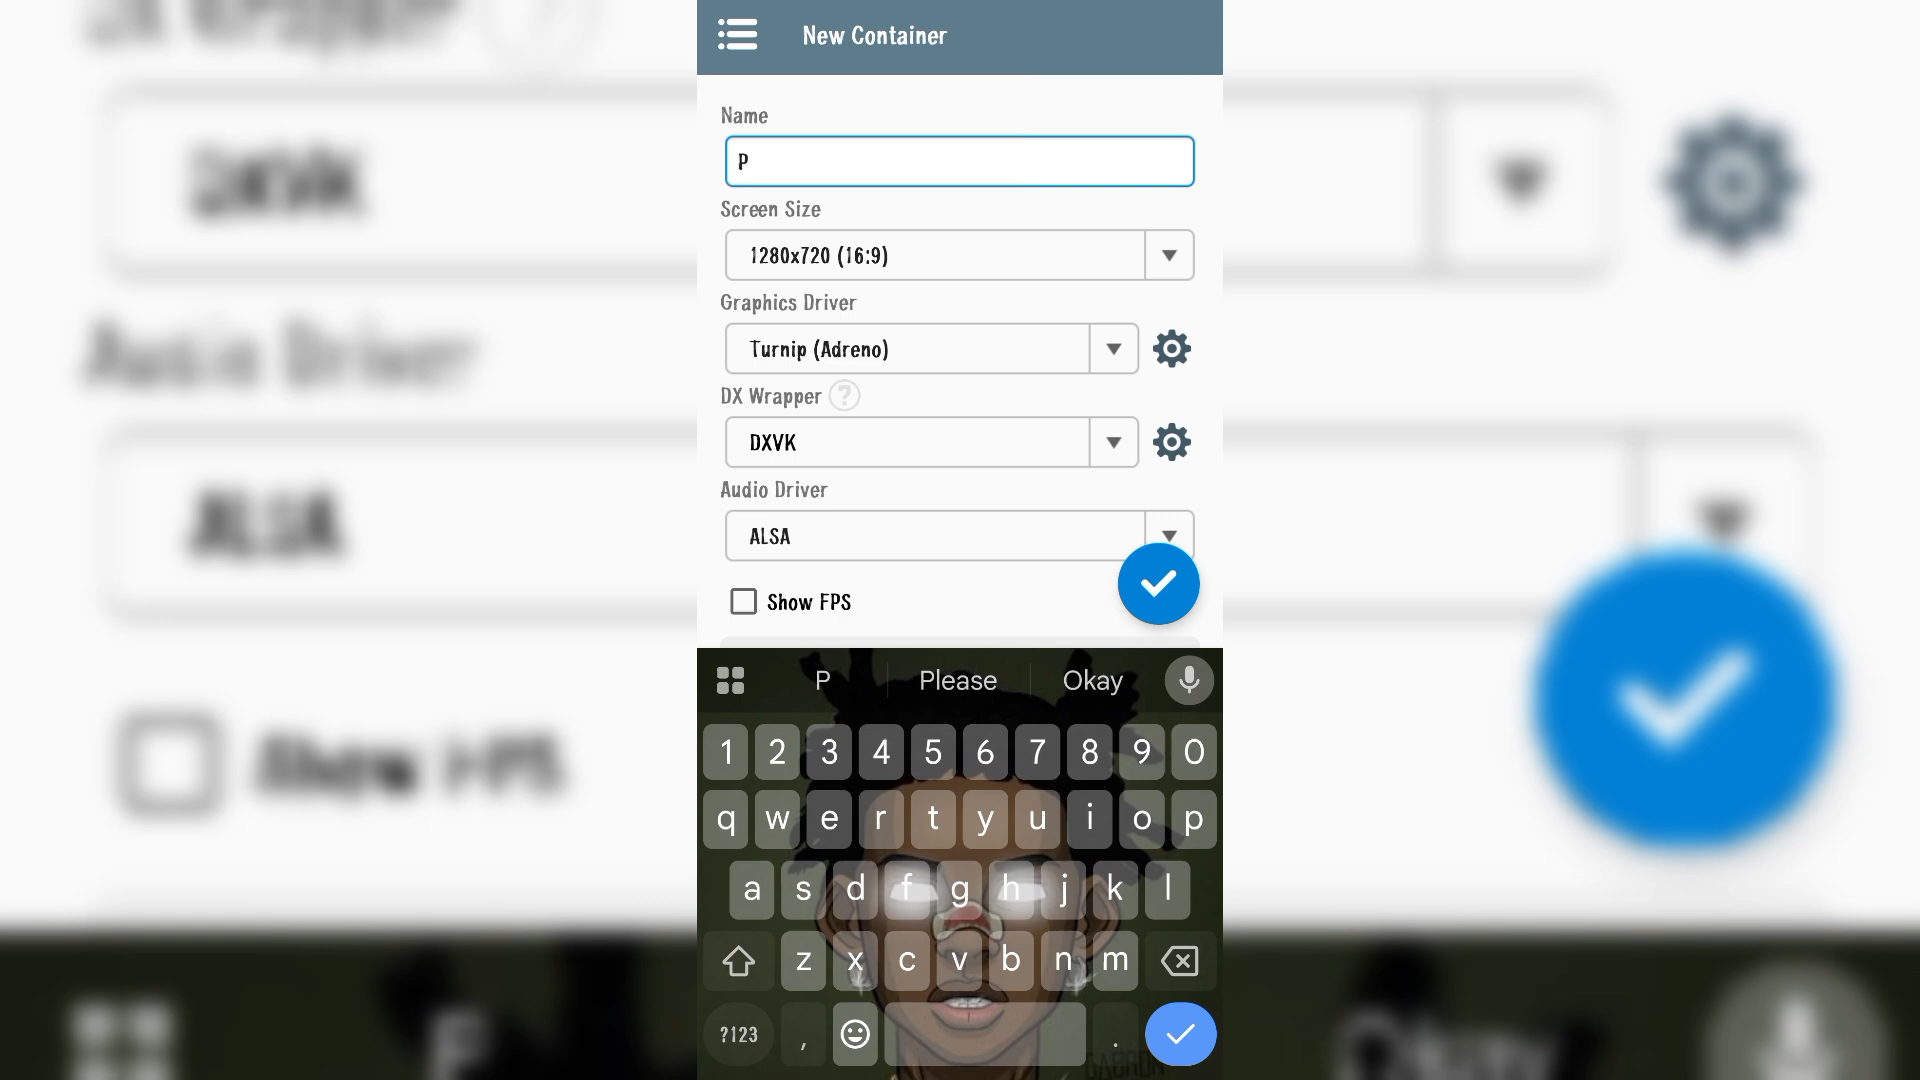 New Container
Name
P
Screen Size
1280x720 (16:9)
Graphics Driver
Turnip (Adreno)
DX Wrapper ?
DXVK
Audio Driver
ALSA
Show FPS
P Please Okay
1 2 3 4 5 6 7 8 9 0
q w e r t y u i o p
a s d f g h j k l
z x c v b n m
?123 , .